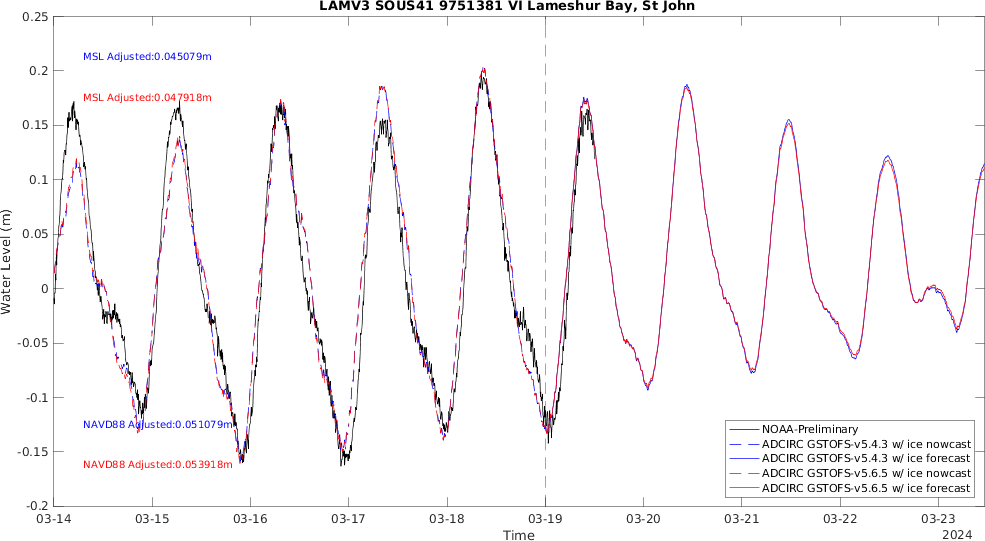 LAMV3 SOUS41 9751381 VI Lameshur Bay, St John
0.25
0.2
0.15
0.1
0.05
0
-0.05
-0.1
-0.15
-0.2
Water Level (m)
MSL Adjusted:0.045079m
MSL Adjusted:0.047918m
NAVD88 Adjusted:0.051079m
NAVD88 Adjusted:0.053918m
NOAA-Preliminary
ADCIRC GSTOFS-v5.4.3 w/ ice nowcast
ADCIRC GSTOFS-v5.4.3 w/ ice forecast
ADCIRC GSTOFS-v5.6.5 w/ ice nowcast
ADCIRC GSTOFS-v5.6.5 w/ ice forecast
03-14 03-15 03-16 03-17 03-18 03-19 03-20 03-21 03-22 03-23
Time
2024